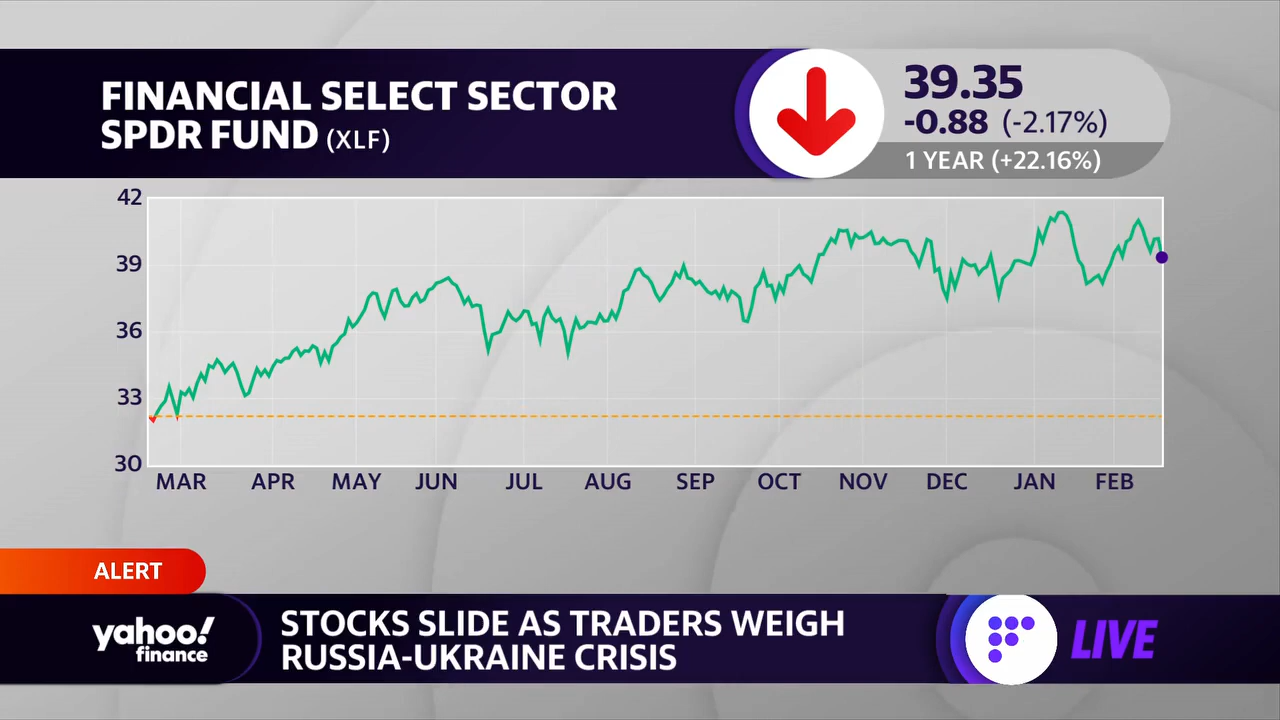 FINANCIAL SELECT SECTOR
SPDR FUND (XLF)
39.35
-0.88 (-2.17%)
1 YEAR (+22.16%)
42
39
36
33
30
MAR APR MAY JUN JUL AUG SEP OCT NOV DEC JAN FEB
ALERT
yahoo!
finance
STOCKS SLIDE AS TRADERS WEIGH
RUSSIA-UKRAINE CRISIS
LIVE